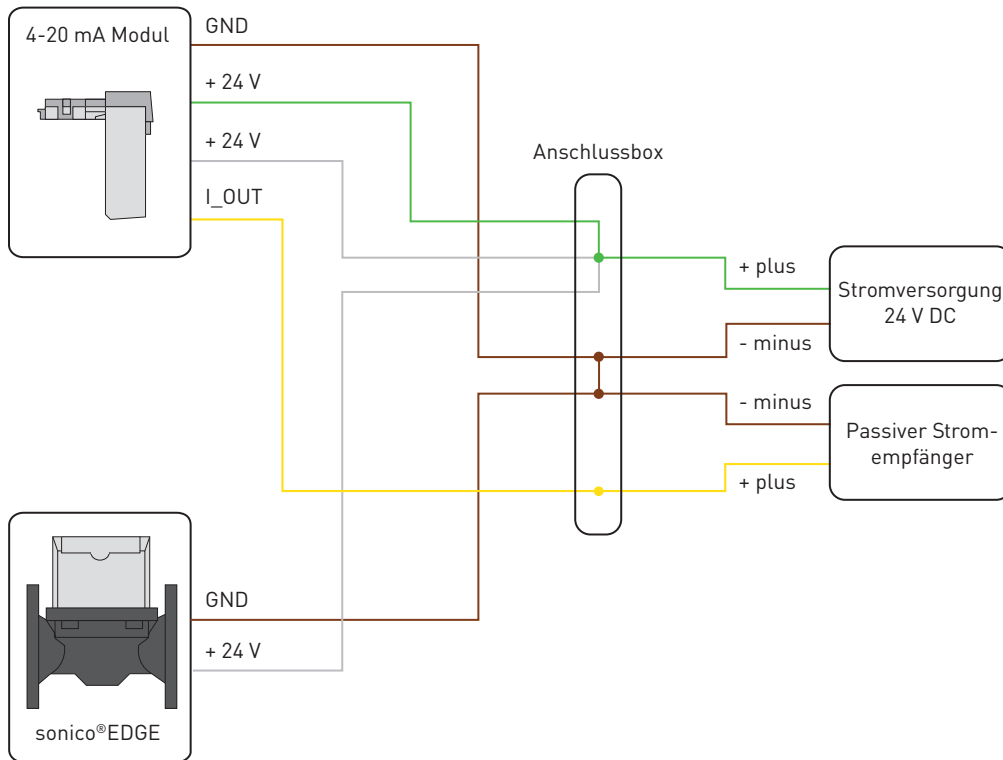 4-20 mA Modul
GND
+ 24 V
+ 24 V
I_OUT
Anschlussbox
+ plus
- minus
Stromversorgung
24 V DC
- minus
+ plus
Passiver Strom-
empfänger
GND
+ 24 V
sonico®EDGE